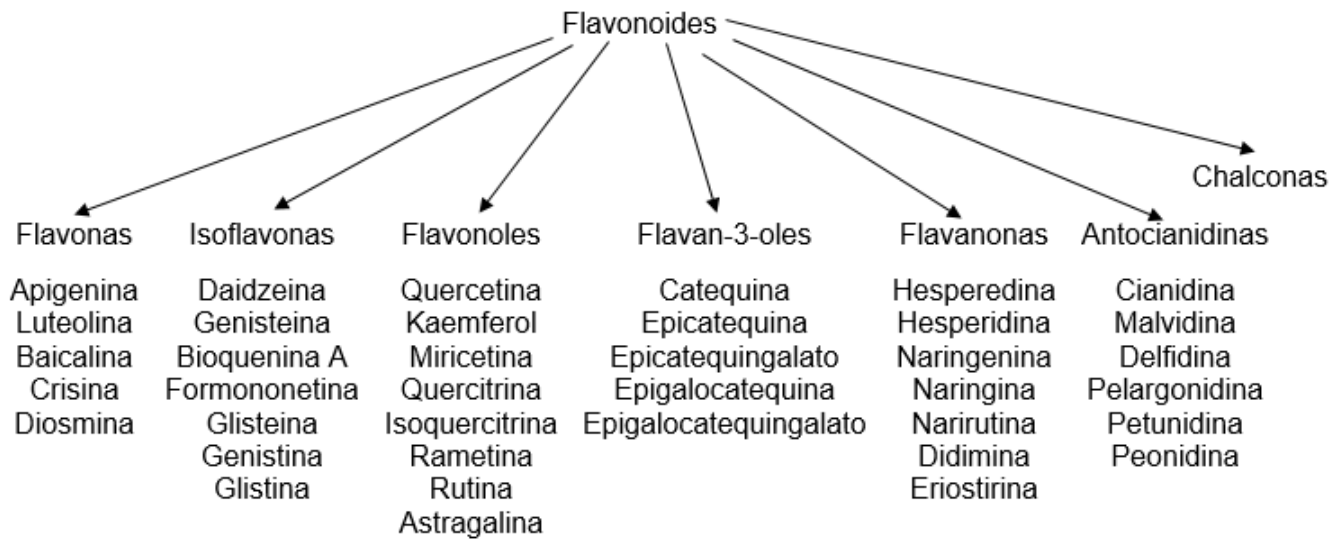 Flavonoides
Chalconas
Flavonas Isoflavonas Flavonoles Flavan-3-oles Flavanonas Antocianidinas
Apigenina Daidzeina Quercetina Catequina Hesperedina Cianidina
Luteolina Genisteina Kaemferol Epicatequina Hesperidina Malvidina
Baicalina Bioquenina A Miricetina Epicatequingalato Naringenina Delfidina
Crisina Formononetina Quercitrina Epigalocatequina Naringina Pelargonidina
Diosmina Glisteina Isoquercitrina Epigalocatequingalato Narirutina Petunidina
Genistina Rametina Didimina Peonidina
Glistina Rutina Eriostirina
Astragalina